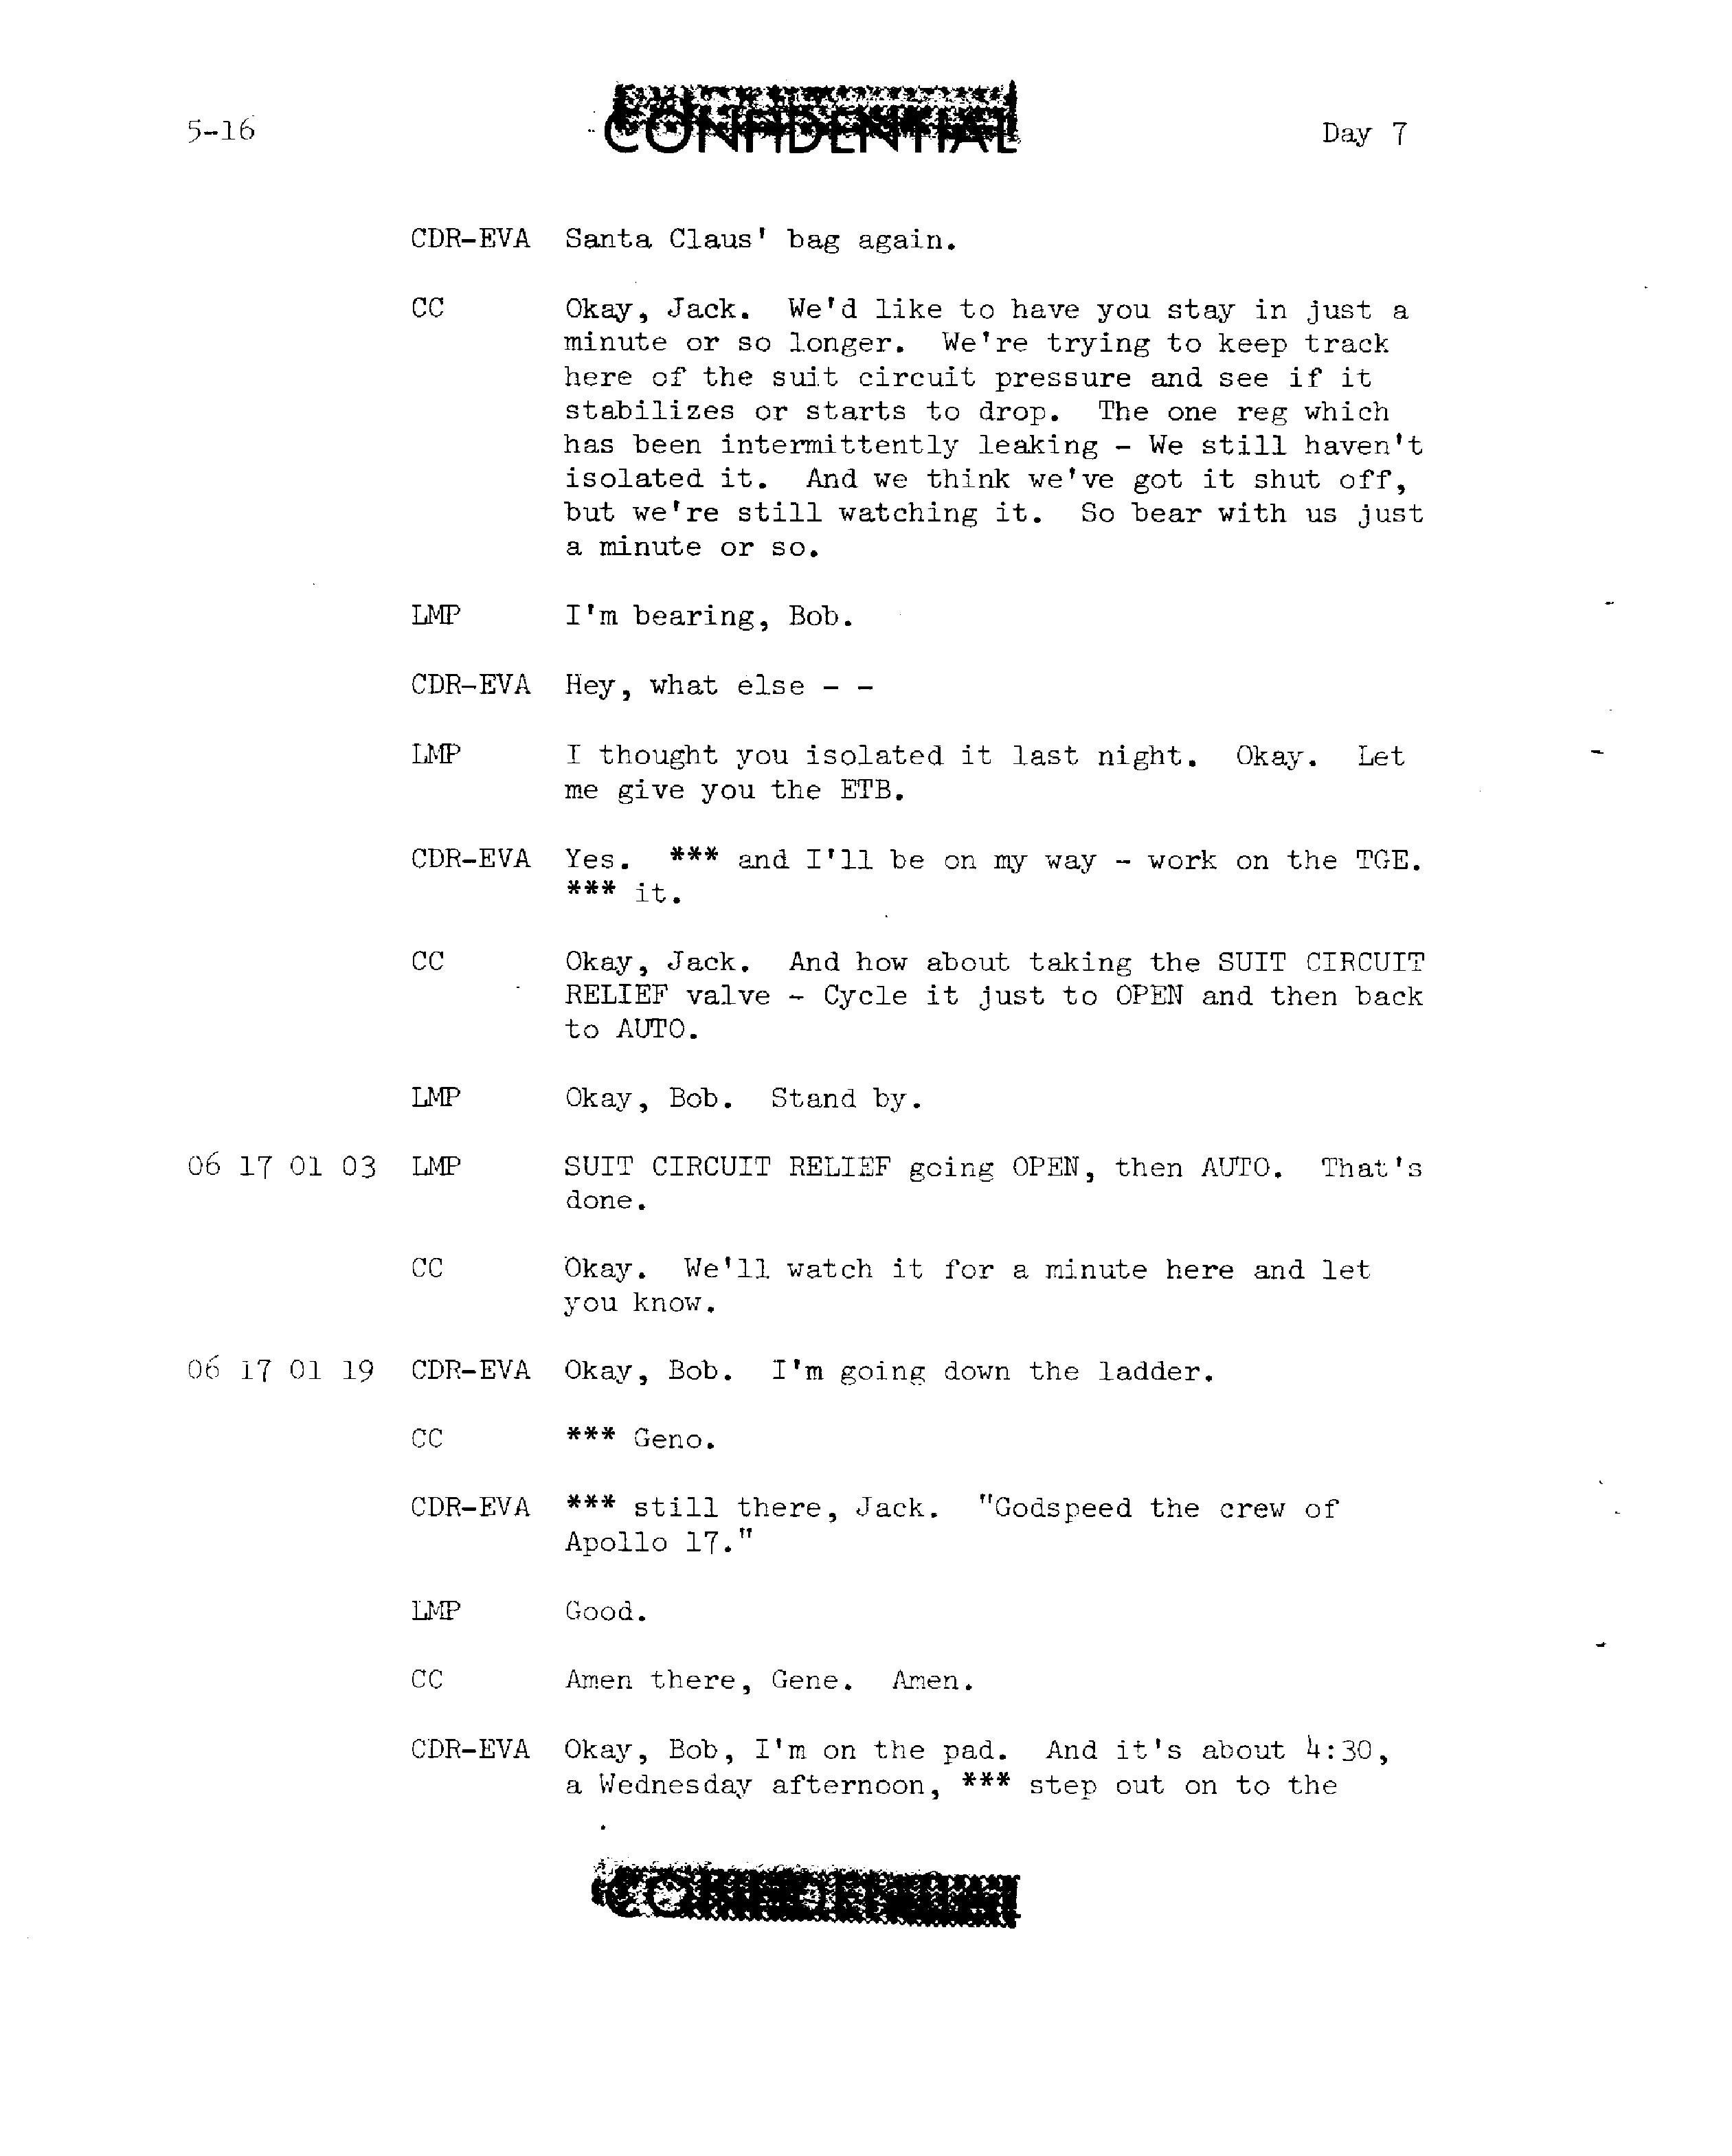 5-16 CONFIDENTIAL Day 7
CDR-EVA Santa Claus' bag again.
CC Okay, Jack. We'd like to have you stay in just a
minute or so longer. We're trying to keep track
here of the suit circuit pressure and see if it
stabilizes or starts to drop. The one reg which
has been intermittently leaking - We still haven't
isolated it. And we think we've got it shut off,
but we're still watching it. So bear with us just
a minute or so.
LMP I'm bearing, Bob.
CDR-EVA Hey, what else - -
LMP I thought you isolated it last night. Okay. Let
me give you the ETB.
CDR-EVA Yes. *** and I'll be on my way - work on the TGE.
*** it.
CC Okay, Jack. And how about taking the SUIT CIRCUIT
RELIEF valve - Cycle it just to OPEN and then back
to AUTO.
LMP Okay, Bob. Stand by.
06 17 01 03 LMP SUIT CIRCUIT RELIEF going OPEN, then AUTO. That's
done.
CC Okay. We'll watch it for a minute here and let
you know.
06 17 01 19 CDR-EVA Okay, Bob. I'm going down the ladder.
CC *** Geno.
CDR-EVA *** still there, Jack. "Godspeed the crew of
Apollo 17."
LMP Good.
CC Amen there, Gene. Amen.
CDR-EVA Okay, Bob, I'm on the pad. And it's about 4:30,
a Wednesday afternoon, *** step out on to the
CONFIDENTIAL